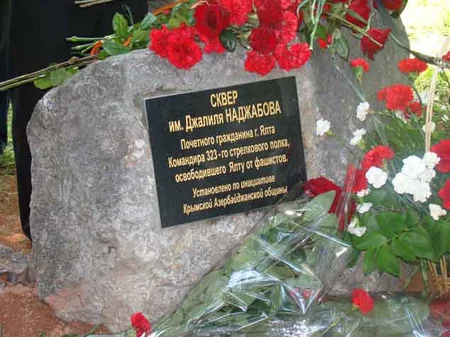 СКВЕР
им. Джалиля НАДЖАБОВА
Почетного гражданина г. Ялта
Командира 323-го стрелкового полка,
освободившего Ялту от фашистов.
Установлено по инициативе
Крымской Азербайджанской общины